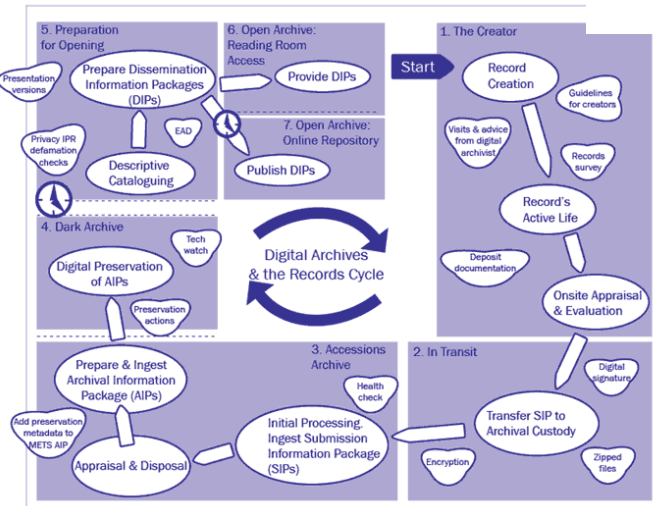 5. Preparation
for Opening
Presentation
versions
Prepare Dissemination
Information Packages
(DIPs)
Privacy IPR
defamation
checks
EAD
Descriptive
Cataloguing
6. Open Archive:
Reading Room
Access
Provide DIPs
7. Open Archive:
Online Repository
Publish DIPs
Start
1. The Creator
Record
Creation
Guidelines
for creators
Visits & advice
from digital
archivist
Records
survey
Record's
Active Life
Deposit
documentation
Onsite Appraisal
& Evaluation
4. Dark Archive
Tech
watch
Digital Preservation
of AIPs
Preservation
actions
Digital Archives
& the Records Cycle
3. Accessions
Archive
Prepare & Ingest
Archival Information
Package (AIPs)
Health
check
Add preservation
metadata to
METS AIP
Appraisal & Disposal
Initial Processing.
Ingest Submission
Information Package
(SIPs)
2. In Transit
Digital
signature
Transfer SIP to
Archival Custody
Encryption
Zipped
files